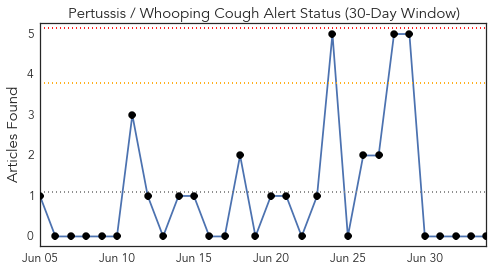 Pertussis / Whooping Cough Alert Status (30-Day Window)
Articles Found
5
4
3
2
1
0
Jun 05
Jun 10
Jun 15
Jun 20
Jun 25
Jun 30